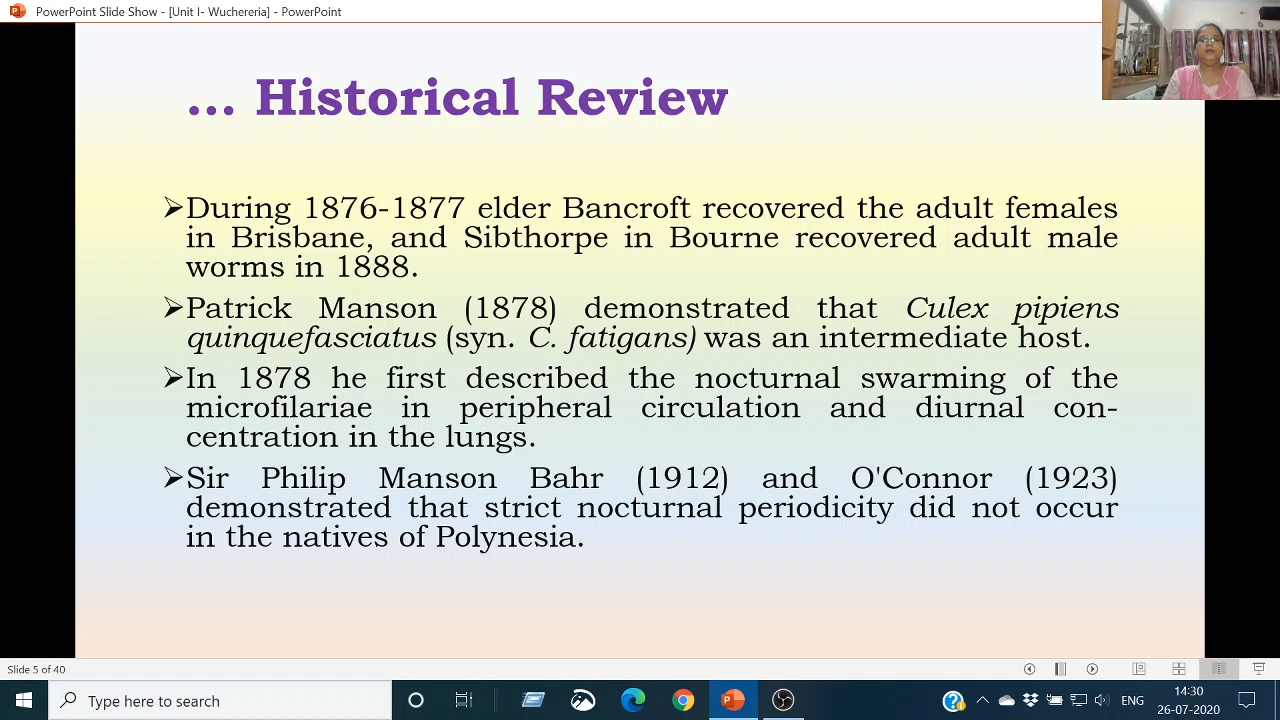 PowerPoint Slide Show - [Unit I- Wuchereria] - PowerPoint
... Historical Review
➢During 1876-1877 elder Bancroft recovered the adult females
in Brisbane, and Sibthorpe in Bourne recovered adult male
worms in 1888.
➢Patrick Manson (1878) demonstrated that Culex pipiens
quinquefasciatus (syn. C. fatigans) was an intermediate host.
➢In 1878 he first described the nocturnal swarming of the
microfilariae in peripheral circulation and diurnal con-
centration in the lungs.
➢Sir Philip Manson Bahr (1912) and O'Connor (1923)
demonstrated that strict nocturnal periodicity did not occur
in the natives of Polynesia.
Slide 5 of 40
Type here to search
ENG
14:30
26-07-2020